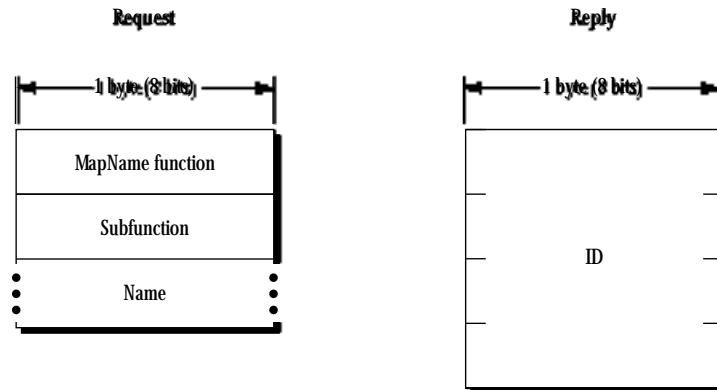 Request
Reply
1 byte (8 bits)
1 byte (8 bits)
MapName function
Subfunction
ID
Name